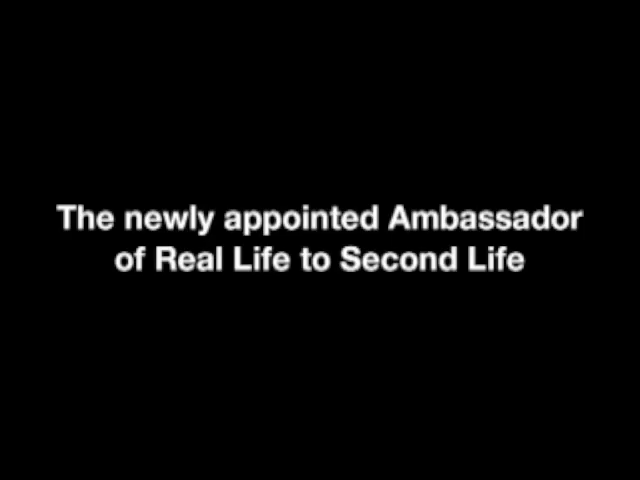 The newly appointed Ambassador
of Real Life to Second Life